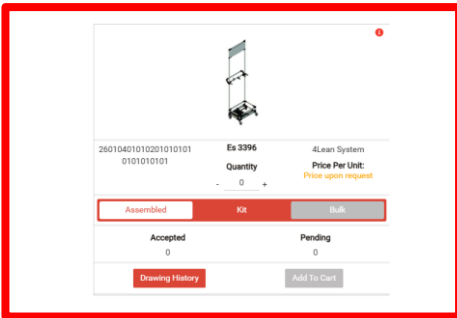 26010401010201010101
0101010101
Es 3396
Quantity
- 0 +
4Lean System
Price Per Unit:
Price upon request
Assembled Kit Bulk
Accepted Pending
0 0
Drawing History Add To Cart